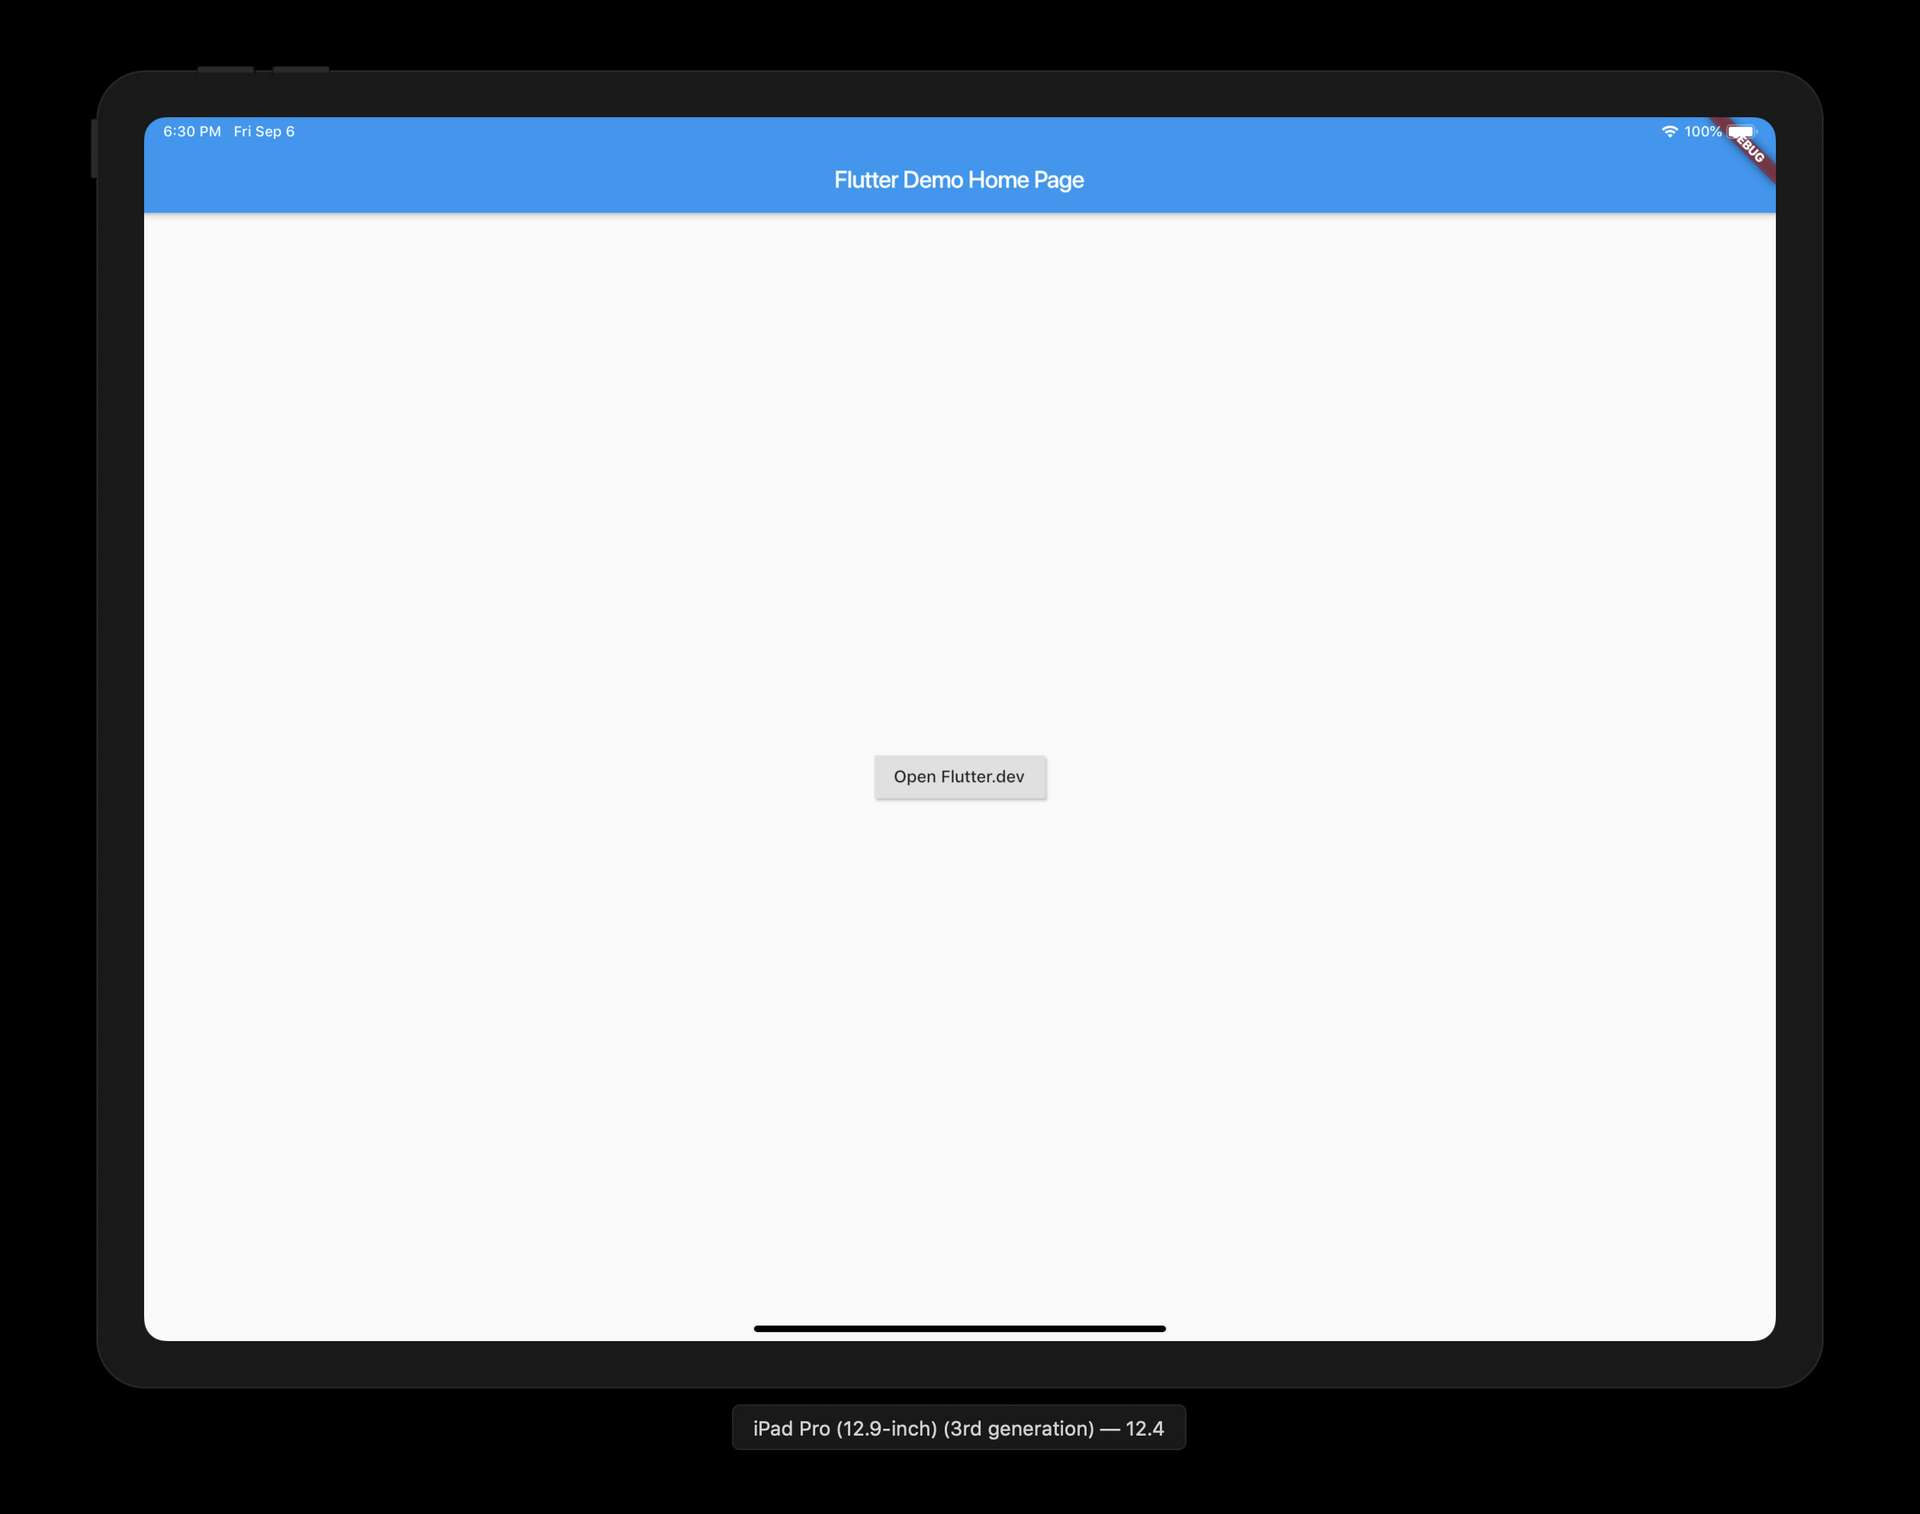 6:30 PM Fri Sep 6
100%
Flutter Demo Home Page
Open Flutter.dev
iPad Pro (12.9-inch) (3rd generation) — 12.4